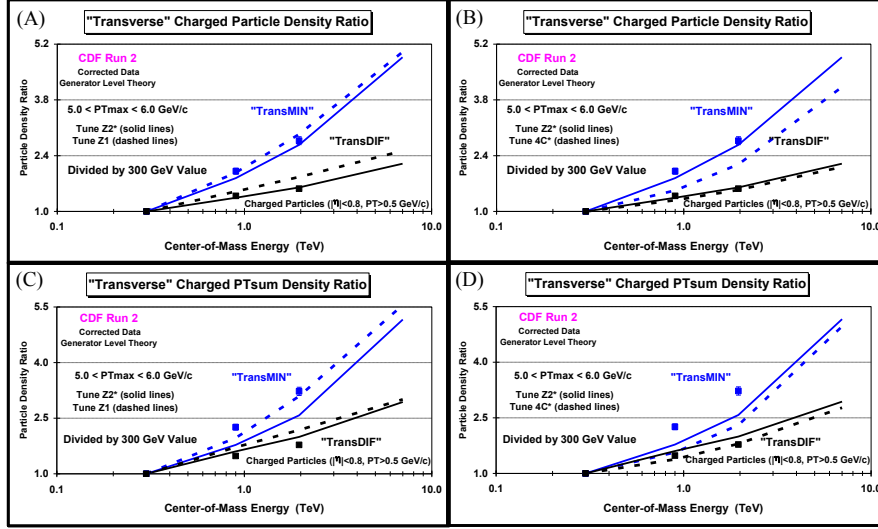 (A)
"Transverse" Charged Particle Density Ratio
5.2
3.8
2.4
1.0
Particle Density Ratio
CDF Run 2
Corrected Data
Generator Level Theory
5.0 < PTmax < 6.0 GeV/c
"TransMIN"
Tune Z2* (solid lines)
Tune Z1 (dashed lines)
"TransDIF"
Divided by 300 GeV Value
Charged Particles (|η|<0.8, PT>0.5 GeV/c)
0.1 1.0 10.0
Center-of-Mass Energy (TeV)
(B)
"Transverse" Charged Particle Density Ratio
5.2
3.8
2.4
1.0
Particle Density Ratio
CDF Run 2
Corrected Data
Generator Level Theory
5.0 < PTmax < 6.0 GeV/c
"TransMIN"
Tune Z2* (solid lines)
Tune 4C* (dashed lines)
"TransDIF"
Divided by 300 GeV Value
Charged Particles (|η|<0.8, PT>0.5 GeV/c)
0.1 1.0 10.0
Center-of-Mass Energy (TeV)
(C)
"Transverse" Charged PTsum Density Ratio
5.5
4.0
2.5
1.0
Particle Density Ratio
CDF Run 2
Corrected Data
Generator Level Theory
5.0 < PTmax < 6.0 GeV/c
"TransMIN"
Tune Z2* (solid lines)
Tune Z1 (dashed lines)
Divided by 300 GeV Value
"TransDIF"
Charged Particles (|η|<0.8, PT>0.5 GeV/c)
0.1 1.0 10.0
Center-of-Mass Energy (TeV)
(D)
"Transverse" Charged PTsum Density Ratio
5.5
4.0
2.5
1.0
Particle Density Ratio
CDF Run 2
Corrected Data
Generator Level Theory
5.0 < PTmax < 6.0 GeV/c
"TransMIN"
Tune Z2* (solid lines)
Tune 4C* (dashed lines)
Divided by 300 GeV Value
"TransDIF"
Charged Particles (|η|<0.8, PT>0.5 GeV/c)
0.1 1.0 10.0
Center-of-Mass Energy (TeV)